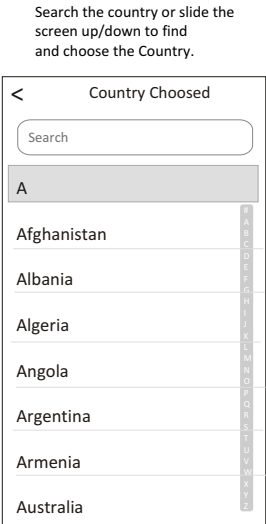 Search the country or slide the
screen up/down to find
and choose the Country.
< Country Choosed
Search
A
Afghanistan
Albania
Algeria
Angola
Argentina
Armenia
Australia
#
A
B
C
D
E
F
G
H
I
J
K
L
M
N
O
P
Q
R
S
T
U
V
W
X
Y
Z